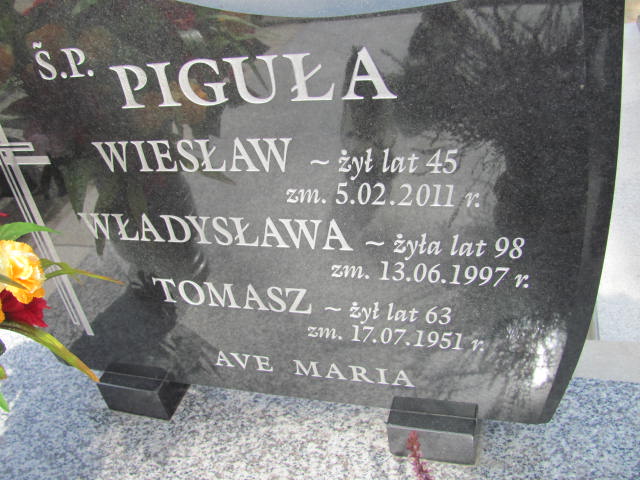 Ś.P. PIGUŁA
WIESŁAW ~ żył lat 45
zm. 5.02.2011 r.
WŁADYSŁAWA ~ żyła lat 98
zm. 13.06.1997 r.
TOMASZ ~ żył lat 63
zm. 17.07.1951 r.
AVE MARIA